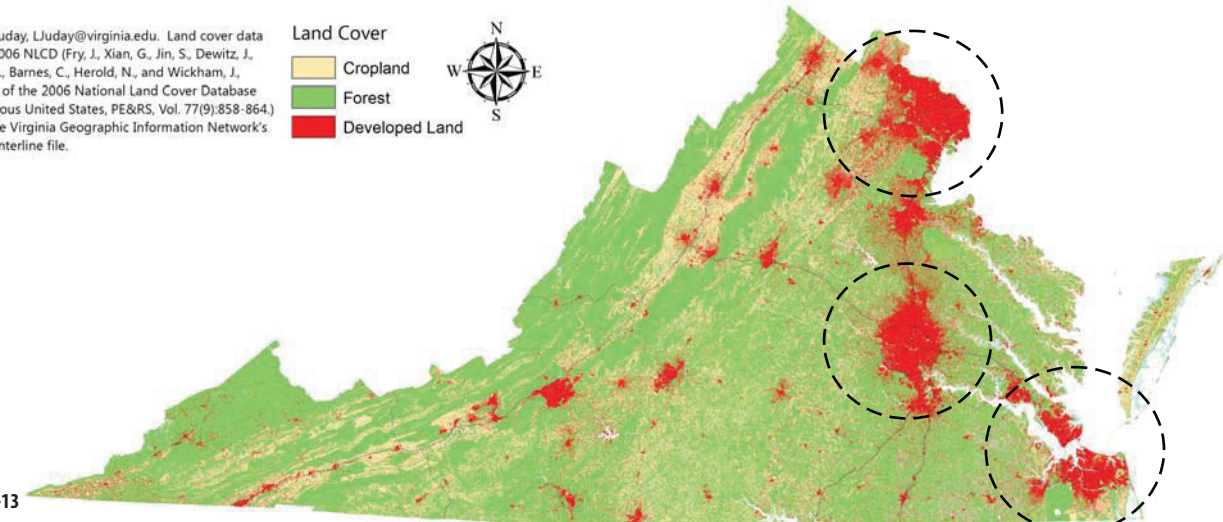 uday, LJuday@virginia.edu. Land cover data
006 NLCD (Fry, J., Xian, G., Jin, S., Dewitz, J.,
., Barnes, C., Herold, N., and Wickham, J.,
of the 2006 National Land Cover Database
ous United States, PE&RS, Vol. 77(9):858-864.)
e Virginia Geographic Information Network's
nterline file.
Land Cover
Cropland
Forest
Developed Land
N
W E
S
13